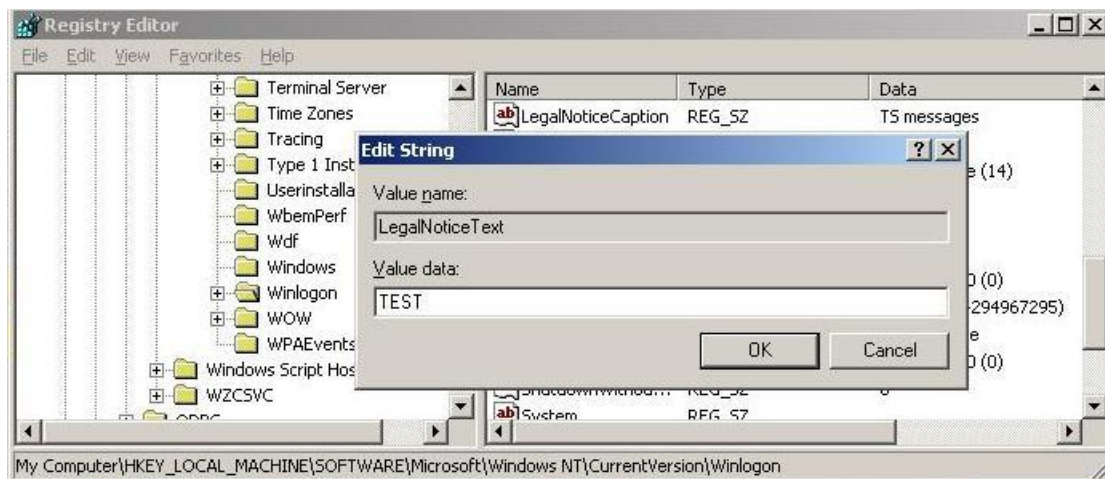 Registry Editor
File Edit View Favorites Help
Terminal Server
Time Zones
Tracing
Type 1 Inst
Userinstalla
WbemPerf
Wdf
Windows
Winlogon
WOW
WPAEvents
Windows Script Hos
WZCSVC
Name Type Data
ab LegalNoticeCaption REG_SZ TS messages
e (14)
0 (0)
-294967295)
e
0 (0)
ab System REG_SZ
Edit String
Value name:
LegalNoticeText
Value data:
TEST
OK Cancel
My Computer\HKEY_LOCAL_MACHINE\SOFTWARE\Microsoft\Windows NT\CurrentVersion\Winlogon